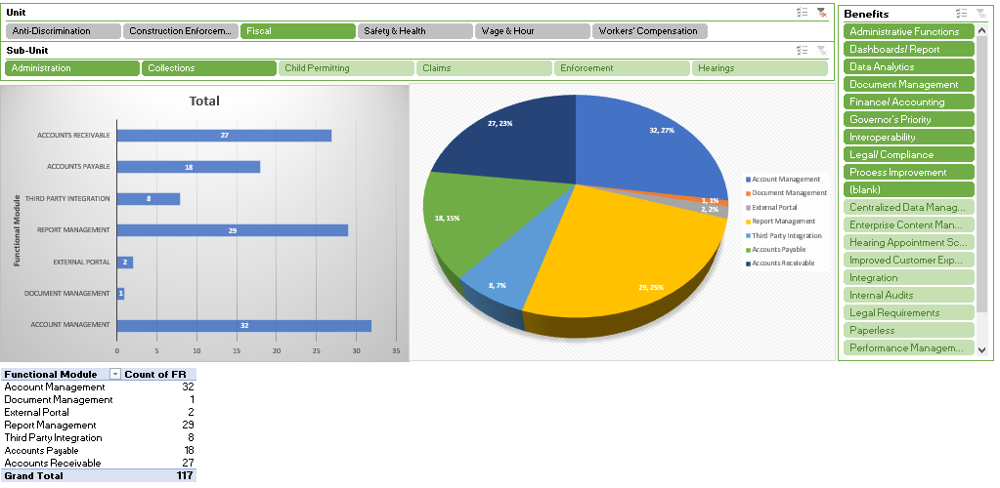 Unit
Anti-Discrimination Construction Enforcem... Fiscal Safety & Health Wage & Hour Workers' Compensation
Sub-Unit
Administration Collections Child Permitting Claims Enforcement Hearings
Total
Functional Module
ACCOUNTS RECEIVABLE 27
ACCOUNTS PAYABLE 18
THIRD PARTY INTEGRATION 8
REPORT MANAGEMENT 29
EXTERNAL PORTAL 2
DOCUMENT MANAGEMENT 1
ACCOUNT MANAGEMENT 32
0 5 10 15 20 25 30 35
27, 23%
32, 27%
1, 1%
2, 2%
18, 15%
8, 7%
29, 25%
Account Management
Document Management
External Portal
Report Management
Third Party Integration
Accounts Payable
Accounts Receivable
Benefits
Administrative Functions
Dashboards/ Report
Data Analytics
Document Management
Finance/ Accounting
Governor's Priority
Interoperability
Legal/ Compliance
Process Improvement
(blank)
Centralized Data Manag...
Enterprise Content Man...
Hearing Appointment Sc...
Improved Customer Exp...
Integration
Internal Audits
Legal Requirements
Paperless
Performance Managem...
Functional Module Count of FR
Account Management 32
Document Management 1
External Portal 2
Report Management 29
Third Party Integration 8
Accounts Payable 18
Accounts Receivable 27
Grand Total 117